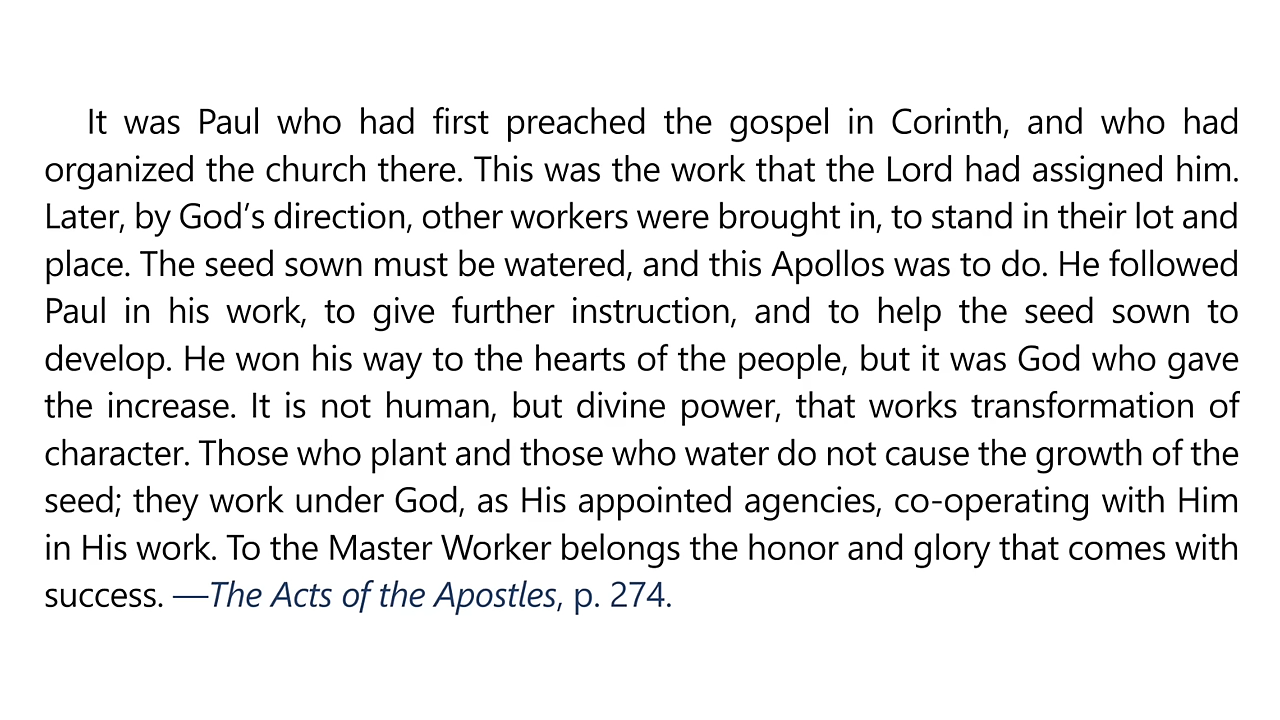 It was Paul who had first preached the gospel in Corinth, and who had
organized the church there. This was the work that the Lord had assigned him.
Later, by God’s direction, other workers were brought in, to stand in their lot and
place. The seed sown must be watered, and this Apollos was to do. He followed
Paul in his work, to give further instruction, and to help the seed sown to
develop. He won his way to the hearts of the people, but it was God who gave
the increase. It is not human, but divine power, that works transformation of
character. Those who plant and those who water do not cause the growth of the
seed; they work under God, as His appointed agencies, co-operating with Him
in His work. To the Master Worker belongs the honor and glory that comes with
success. —The Acts of the Apostles, p. 274.